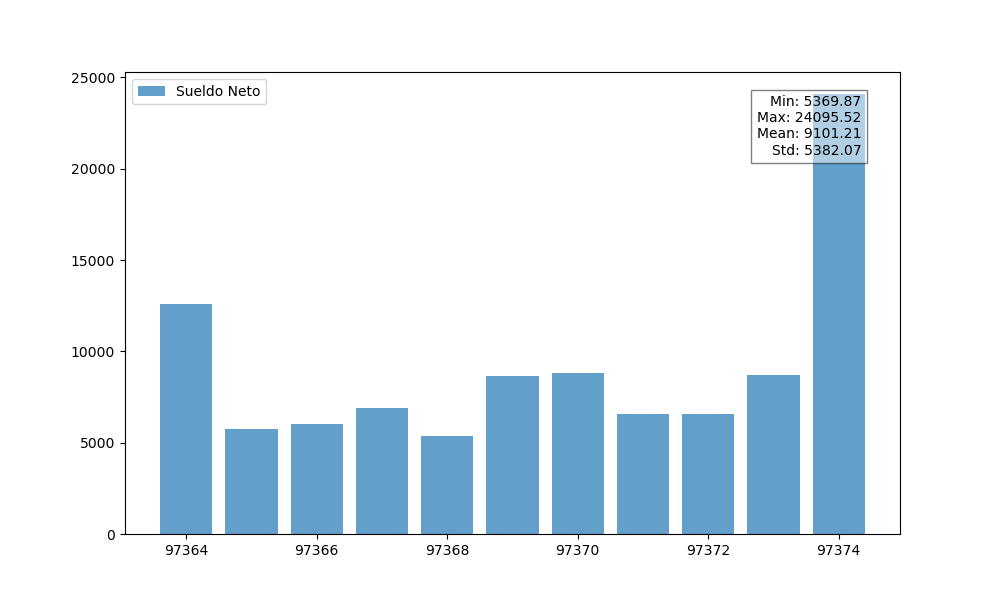 25000
20000
15000
10000
5000
0
Sueldo Neto
Min: 5369.87
Max: 24095.52
Mean: 9101.21
Std: 5382.07
97364 97366 97368 97370 97372 97374